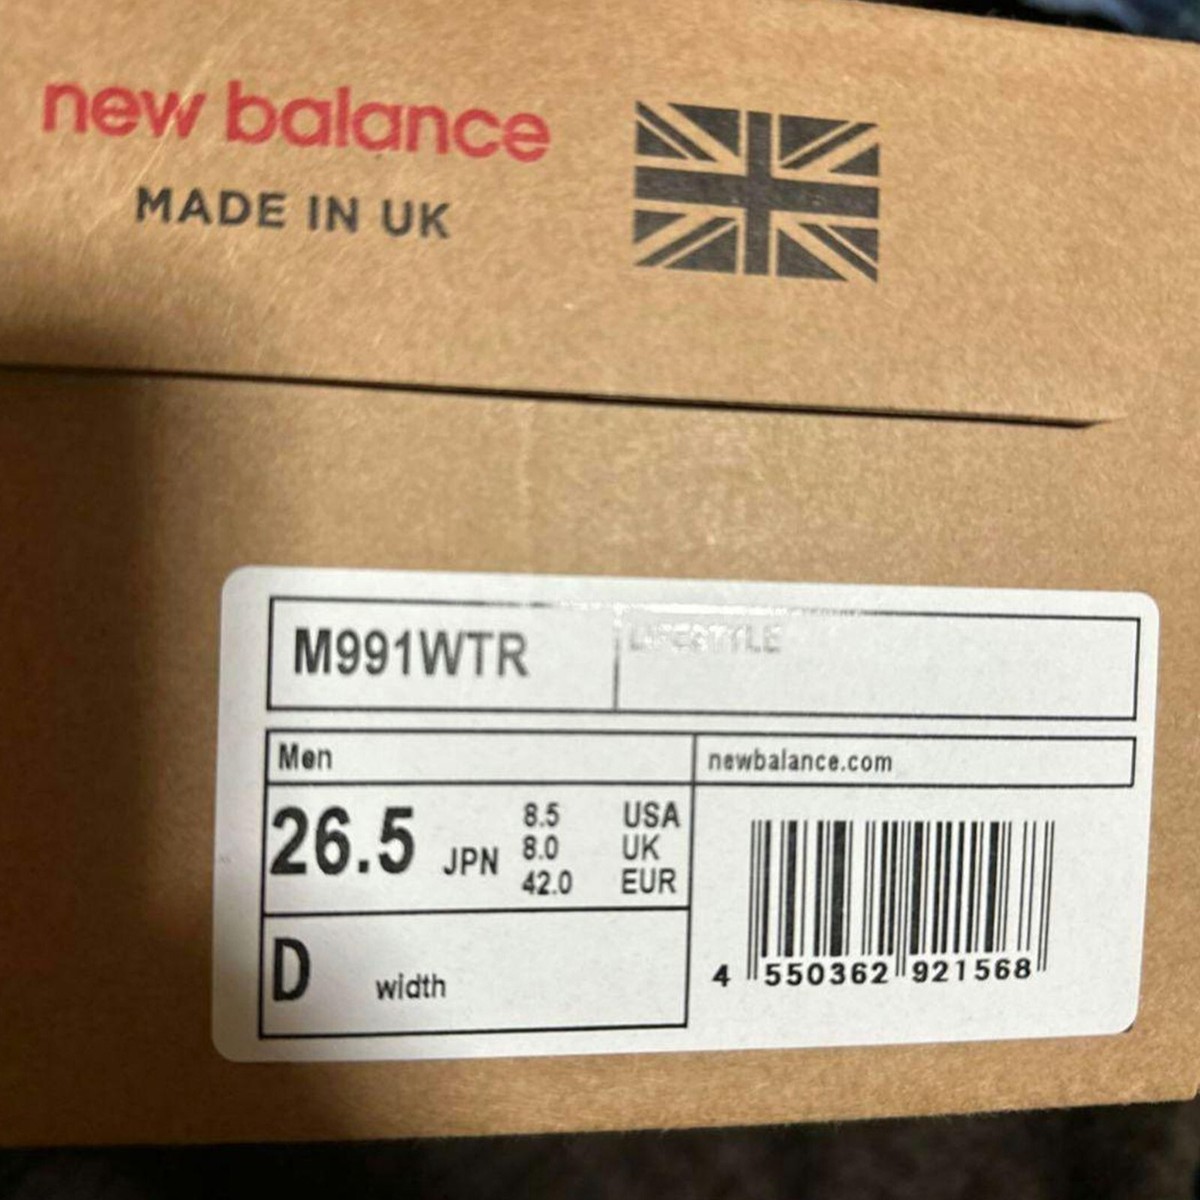 new balance
MADE IN UK
M991WTR
LIFESTYLE
Men
newbalance.com
26.5 JPN
8.5 USA
8.0 UK
42.0 EUR
D width
4 550362 921568